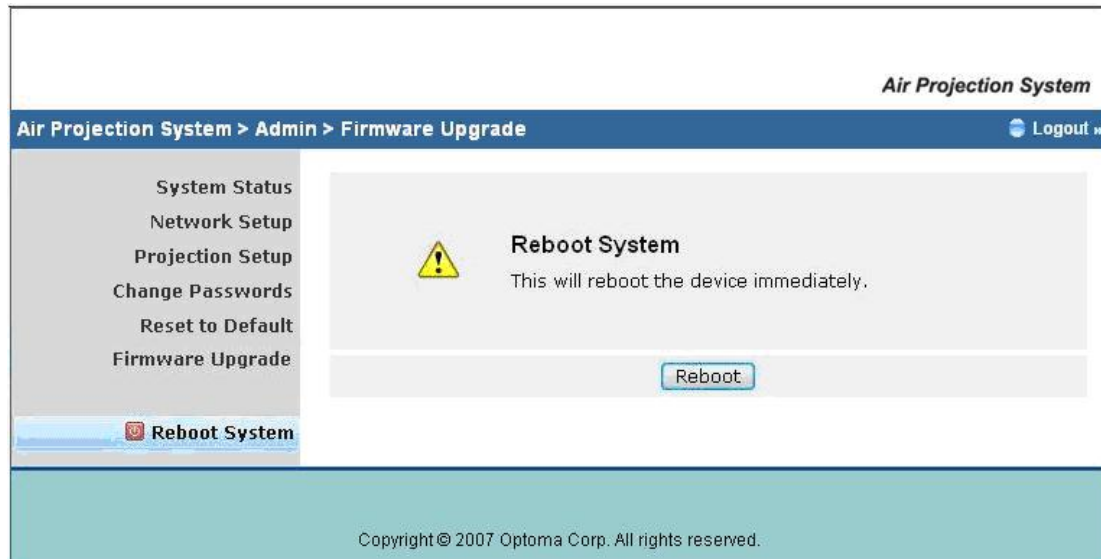 Air Projection System
Air Projection System > Admin > Firmware Upgrade
Logout »
System Status
Network Setup
Projection Setup
Change Passwords
Reset to Default
Firmware Upgrade
Reboot System
Reboot System
This will reboot the device immediately.
Reboot
Copyright © 2007 Optoma Corp. All rights reserved.